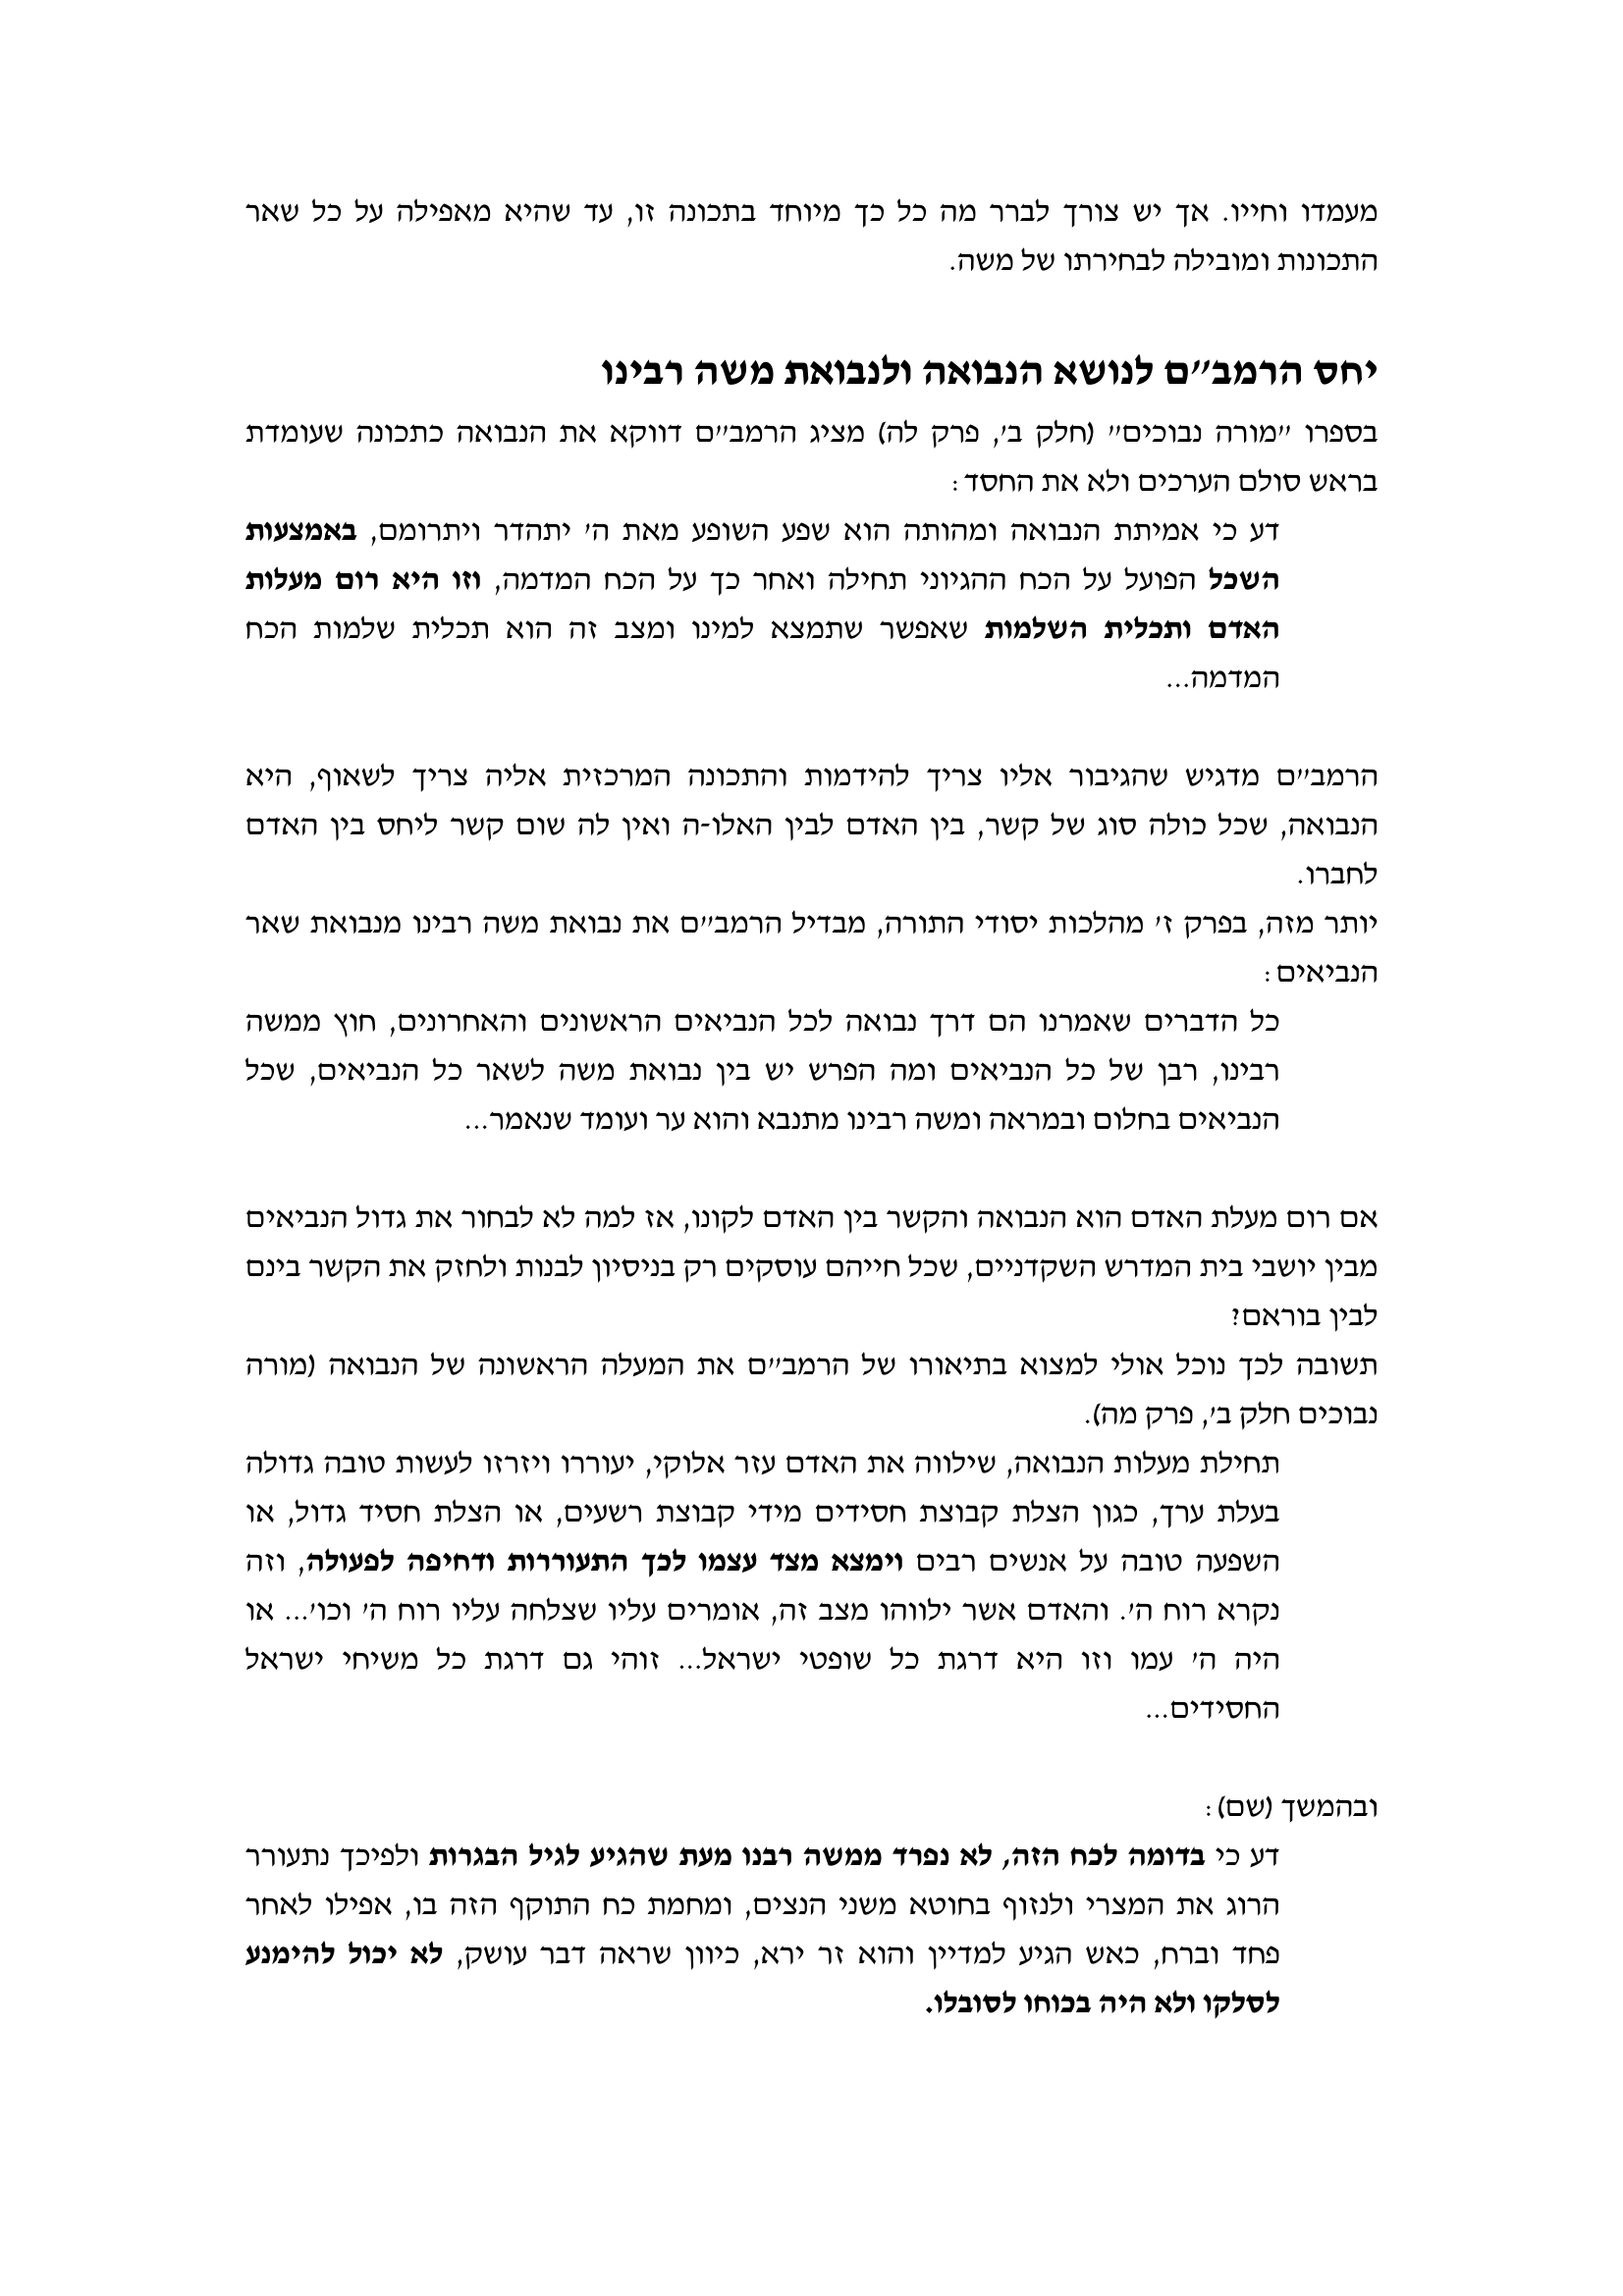 מעמדו וחייו. אך יש צורך לברר מה כל כך מיוחד בתכונה זו, עד שהיא מאפילה על כל שאר
התכונות ומובילה לבחירתו של משה.
יחס הרמב״ם לנושא הנבואה ולנבואת משה רבינו
בספרו ״מורה נבוכים״ (חלק ב׳, פרק לה) מציג הרמב״ם דווקא את הנבואה כתכונה שעומדת
בראש סולם הערכים ולא את החסד:
דע כי אמיתת הנבואה ומהותה הוא שפע השופע מאת ה׳ יתהדר ויתרומם, באמצעות
השכל הפועל על הכח ההגיוני תחילה ואחר כך על הכח המדמה, וזו היא רום מעלות
האדם ותכלית השלמות שאפשר שתמצא למינו ומצב זה הוא תכלית שלמות הכח
המדמה...
הרמב״ם מדגיש שהגיבור אליו צריך להידמות והתכונה המרכזית אליה צריך לשאוף, היא
הנבואה, שכל כולה סוג של קשר, בין האדם לבין האלו-ה ואין לה שום קשר ליחס בין האדם
לחברו.
יותר מזה, בפרק ז׳ מהלכות יסודי התורה, מבדיל הרמב״ם את נבואת משה רבינו מנבואת שאר
הנביאים:
כל הדברים שאמרנו הם דרך נבואה לכל הנביאים הראשונים והאחרונים, חוץ ממשה
רבינו, רבן של כל הנביאים ומה הפרש יש בין נבואת משה לשאר כל הנביאים, שכל
הנביאים בחלום ובמראה ומשה רבינו מתנבא והוא ער ועומד שנאמר...
אם רום מעלת האדם הוא הנבואה והקשר בין האדם לקונו, אז למה לא לבחור את גדול הנביאים
מבין יושבי בית המדרש השקדניים, שכל חייהם עוסקים רק בניסיון לבנות ולחזק את הקשר בינם
לבין בוראם?
תשובה לכך נוכל אולי למצוא בתיאורו של הרמב״ם את המעלה הראשונה של הנבואה (מורה
נבוכים חלק ב׳, פרק מה).
תחילת מעלות הנבואה, שילווה את האדם עזר אלוקי, יעוררו ויזרזו לעשות טובה גדולה
בעלת ערך, כגון הצלת קבוצת חסידים מידי קבוצת רשעים, או הצלת חסיד גדול, או
השפעה טובה על אנשים רבים וימצא מצד עצמו לכך התעוררות ודחיפה לפעולה, וזה
נקרא רוח ה׳. והאדם אשר ילווהו מצב זה, אומרים עליו שצלחה עליו רוח ה׳ וכו׳... או
היה ה׳ עמו וזו היא דרגת כל שופטי ישראל... זוהי גם דרגת כל משיחי ישראל
החסידים...
ובהמשך (שם):
דע כי בדומה לכח הזה, לא נפרד ממשה רבנו מעת שהגיע לגיל הבגרות ולפיכך נתעורר
הרוג את המצרי ולנזוף בחוטא משני הנצים, ומחמת כח התוקף הזה בו, אפילו לאחר
פחד וברח, כאש הגיע למדיין והוא זר ירא, כיוון שראה דבר עושק, לא יכול להימנע
לסלקו ולא היה בכוחו לסובלו.